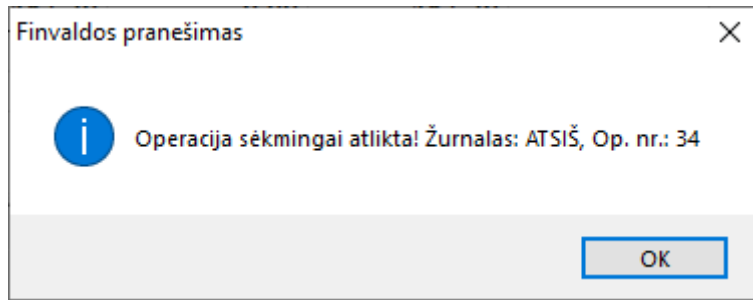 Finvaldos pranešimas
Operacija sėkmingai atlikta! Žurnalas: ATSIŠ, Op. nr.: 34
OK